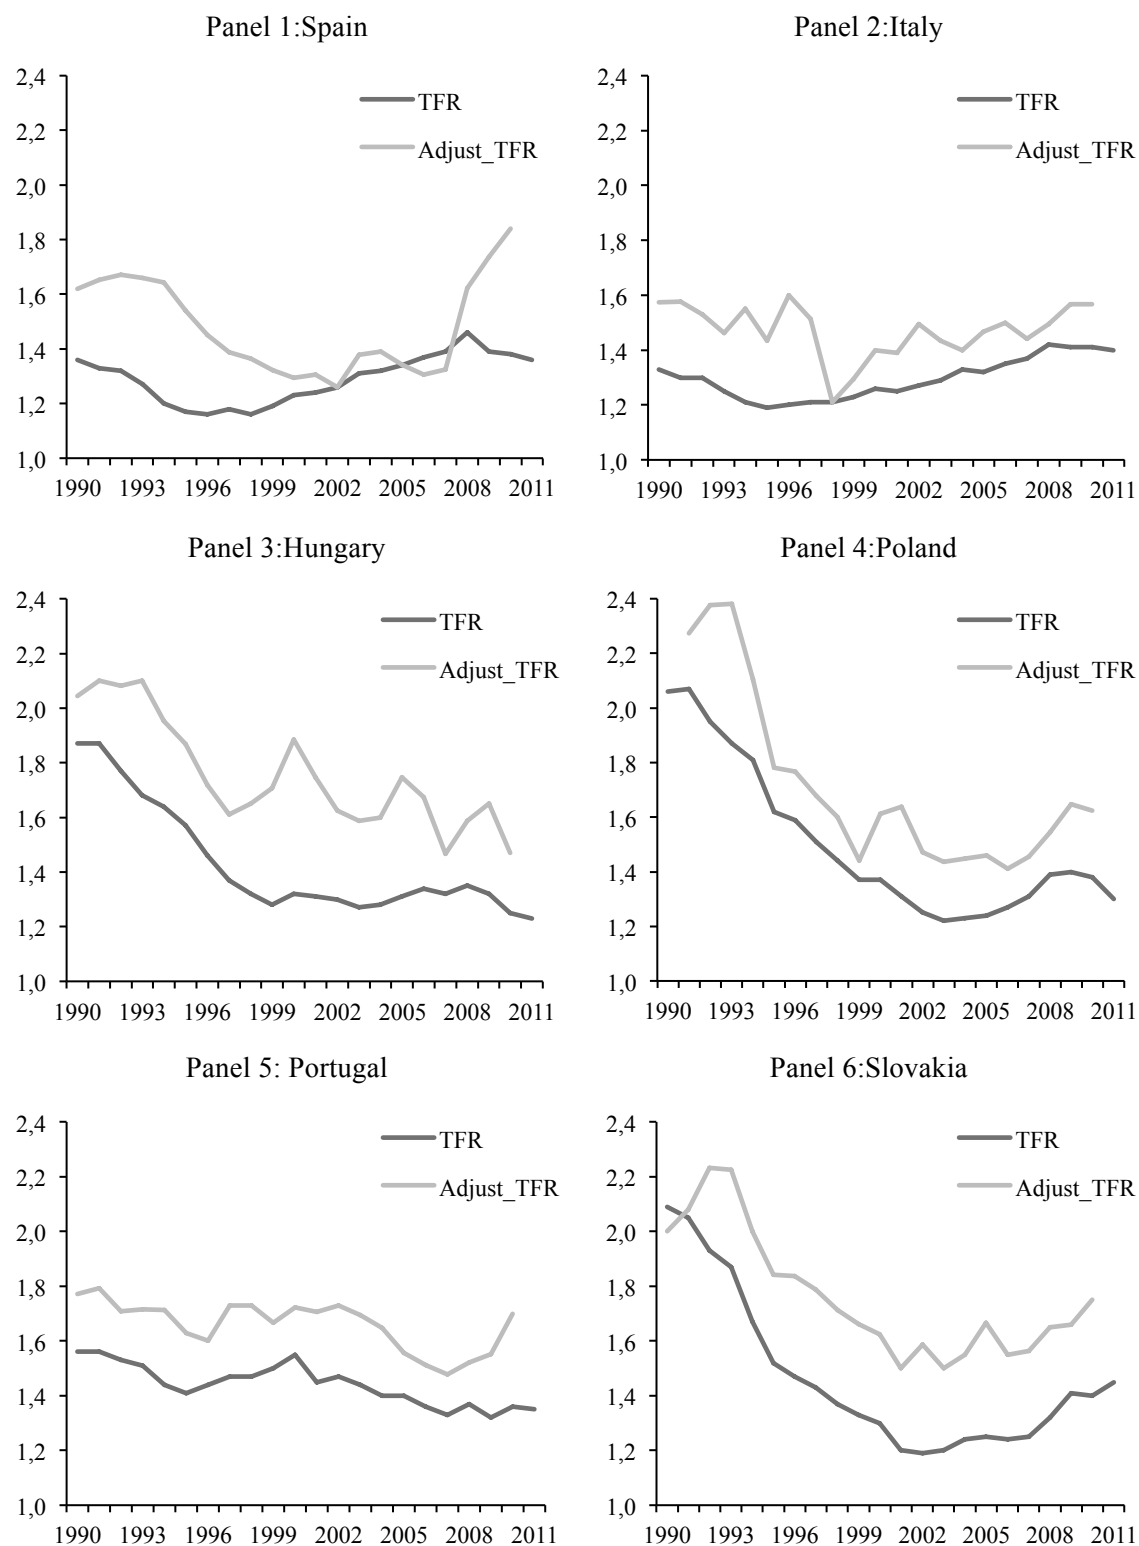 Panel 1:Spain
2,4
2,2
2,0
1,8
1,6
1,4
1,2
1,0
TFR
Adjust_TFR
1990 1993 1996 1999 2002 2005 2008 2011
Panel 2:Italy
2,4
2,2
2,0
1,8
1,6
1,4
1,2
1,0
TFR
Adjust_TFR
1990 1993 1996 1999 2002 2005 2008 2011
Panel 3:Hungary
2,4
2,2
2,0
1,8
1,6
1,4
1,2
1,0
TFR
Adjust_TFR
1990 1993 1996 1999 2002 2005 2008 2011
Panel 4:Poland
2,4
2,2
2,0
1,8
1,6
1,4
1,2
1,0
TFR
Adjust_TFR
1990 1993 1996 1999 2002 2005 2008 2011
Panel 5: Portugal
2,4
2,2
2,0
1,8
1,6
1,4
1,2
1,0
TFR
Adjust_TFR
1990 1993 1996 1999 2002 2005 2008 2011
Panel 6:Slovakia
2,4
2,2
2,0
1,8
1,6
1,4
1,2
1,0
TFR
Adjust_TFR
1990 1993 1996 1999 2002 2005 2008 2011